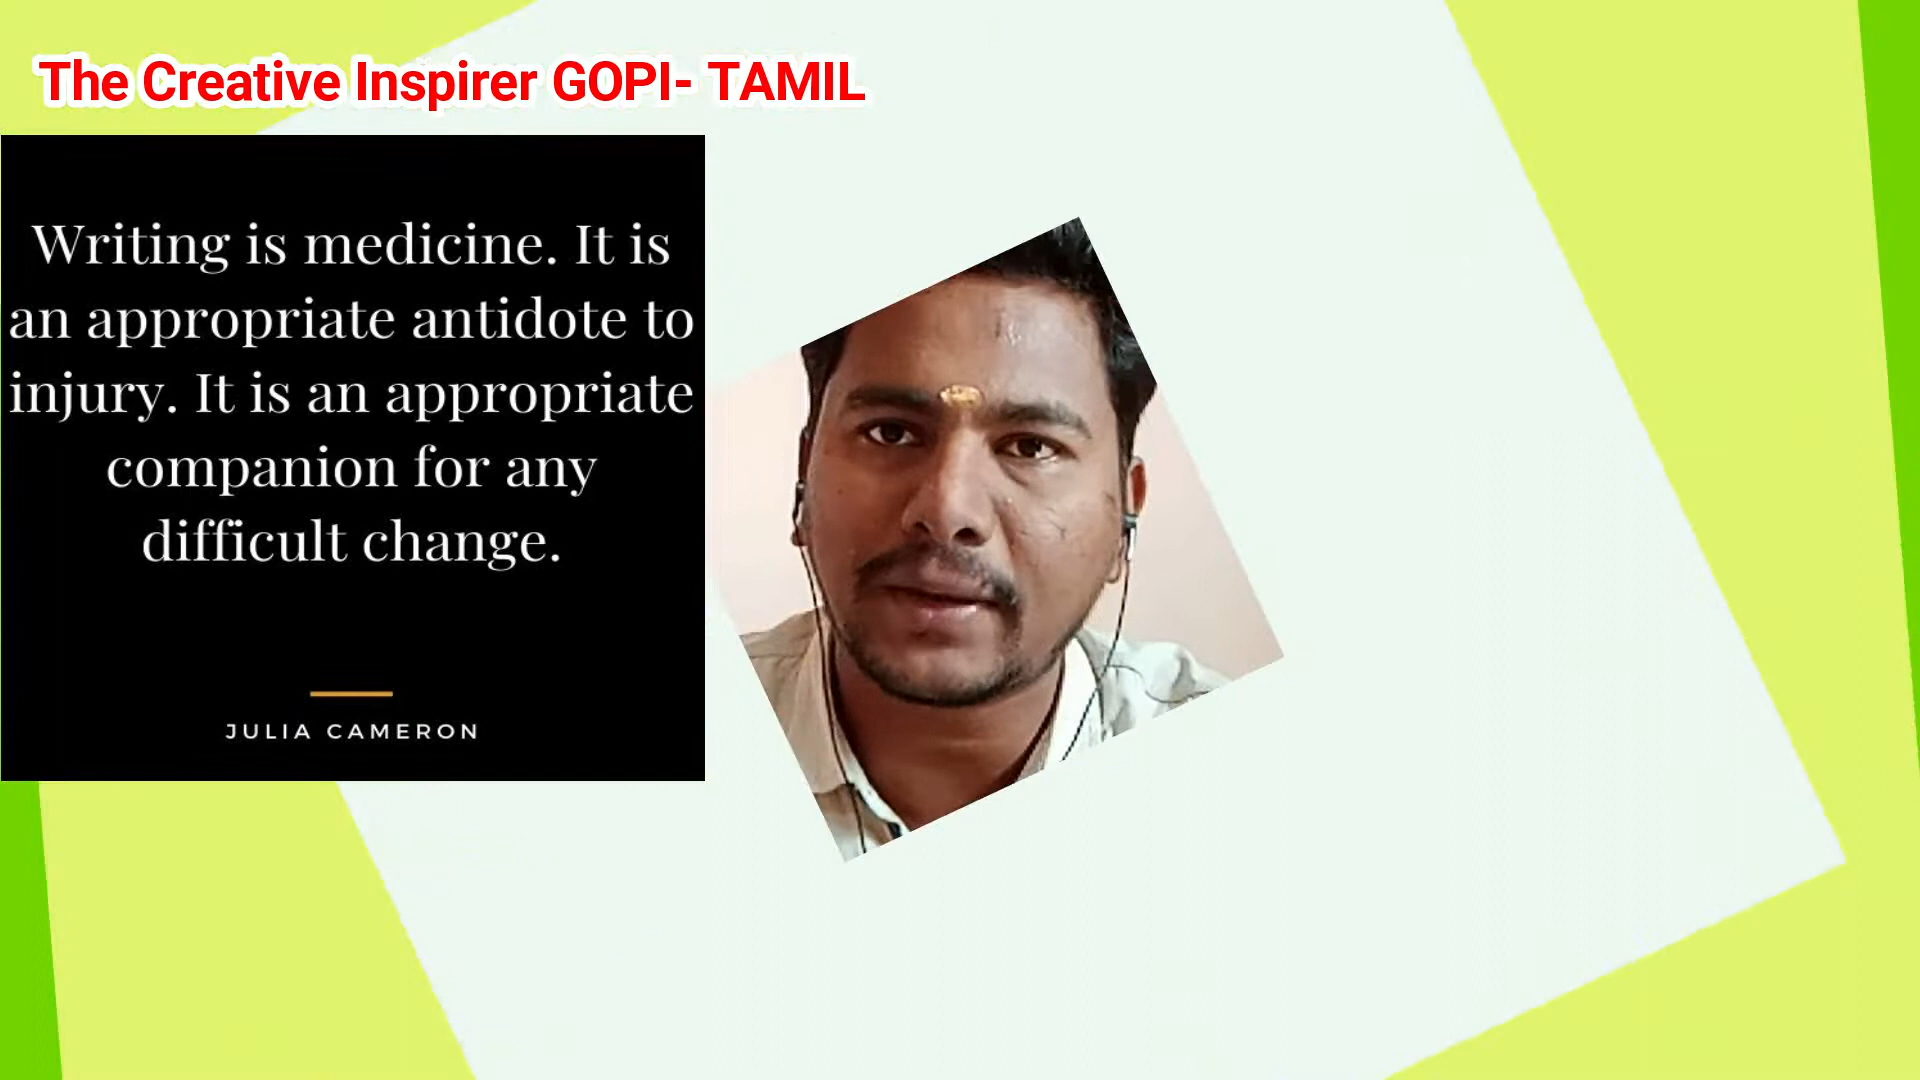 The Creative Inspirer GOPI- TAMIL
Writing is medicine. It is
an appropriate antidote to
injury. It is an appropriate
companion for any
difficult change.
JULIA CAMERON